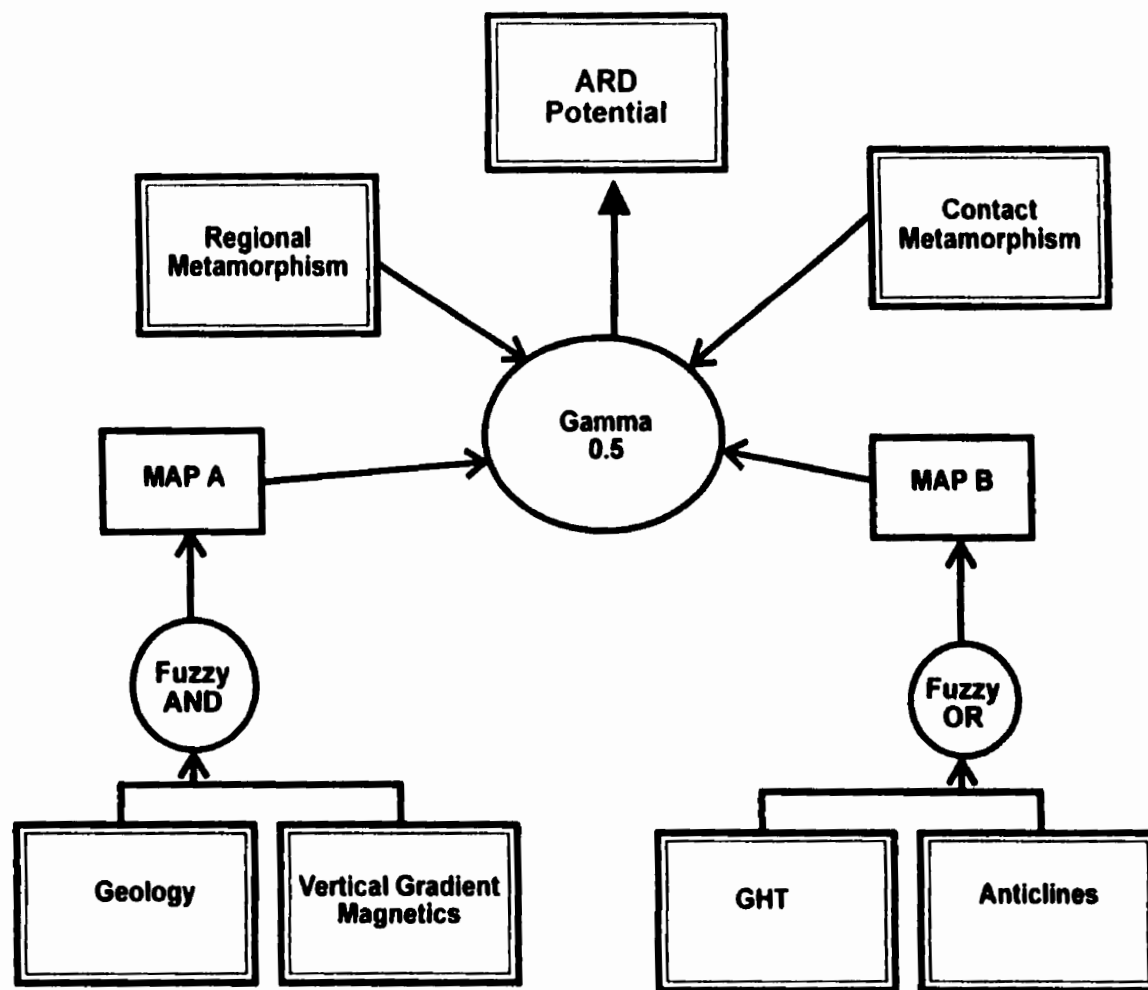 ARD
Potential
Regional
Metamorphism
Contact
Metamorphism
Gamma
0.5
MAP A
MAP B
Fuzzy
AND
Fuzzy
OR
Geology
Vertical Gradient
Magnetics
GHT
Anticlines